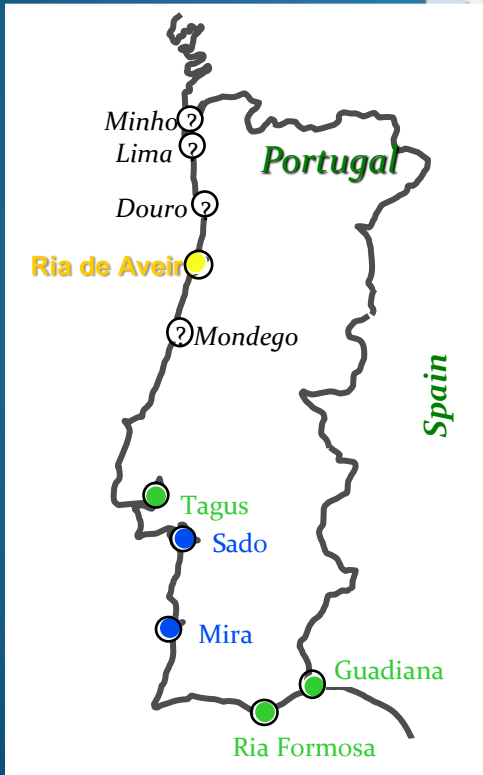 Minho ?
Lima ?
Portugal
Douro ?
Ria de Aveir
? Mondego
Spain
Tagus
Sado
Mira
Guadiana
Ria Formosa